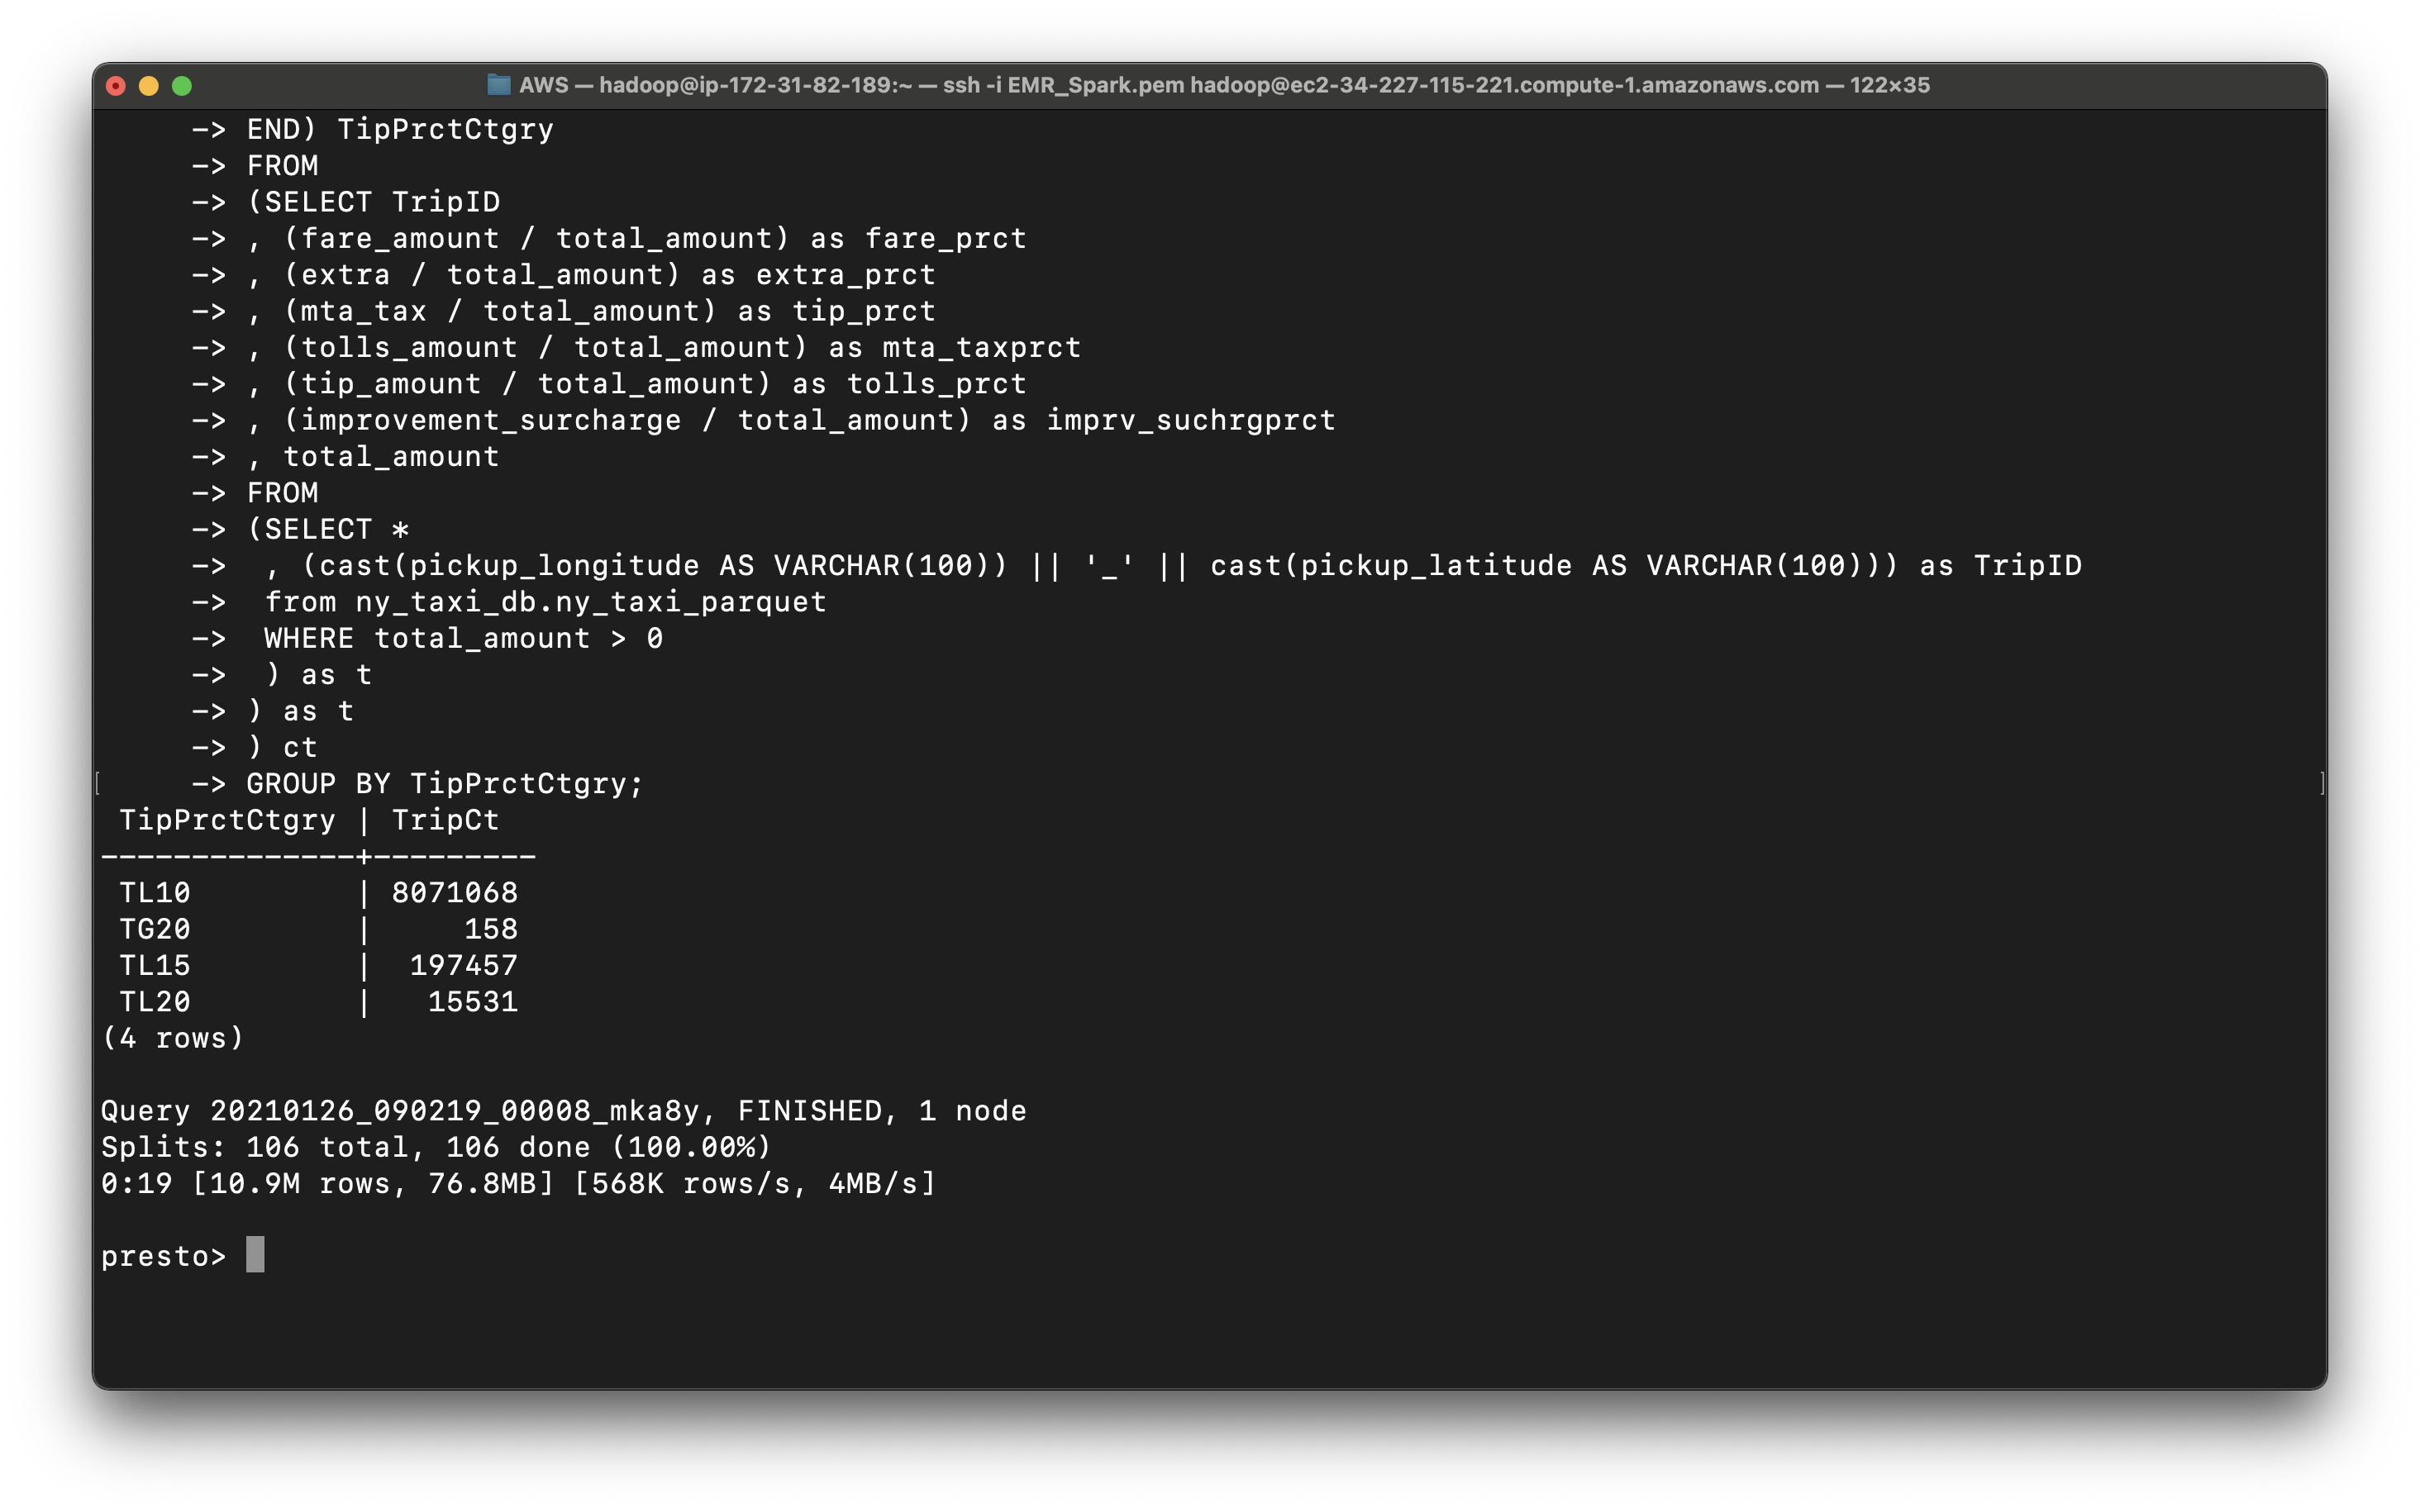 AWS — hadoop@ip-172-31-82-189:~ — ssh -i EMR_Spark.pem hadoop@ec2-34-227-115-221.compute-1.amazonaws.com — 122×35
-> END) TipPrctCtgry
-> FROM
-> (SELECT TripID
-> , (fare_amount / total_amount) as fare_prct
-> , (extra / total_amount) as extra_prct
-> , (mta_tax / total_amount) as tip_prct
-> , (tolls_amount / total_amount) as mta_taxprct
-> , (tip_amount / total_amount) as tolls_prct
-> , (improvement_surcharge / total_amount) as imprv_suchrgprct
-> , total_amount
-> FROM
-> (SELECT *
->  , (cast(pickup_longitude AS VARCHAR(100)) || '_' || cast(pickup_latitude AS VARCHAR(100))) as TripID
->  from ny_taxi_db.ny_taxi_parquet
->  WHERE total_amount > 0
->  ) as t
-> ) as t
-> ) ct
[     -> GROUP BY TipPrctCtgry; ]
 TipPrctCtgry | TripCt
--------------+---------
 TL10         | 8071068
 TG20         |     158
 TL15         |  197457
 TL20         |   15531
(4 rows)
Query 20210126_090219_00008_mka8y, FINISHED, 1 node
Splits: 106 total, 106 done (100.00%)
0:19 [10.9M rows, 76.8MB] [568K rows/s, 4MB/s]
presto>